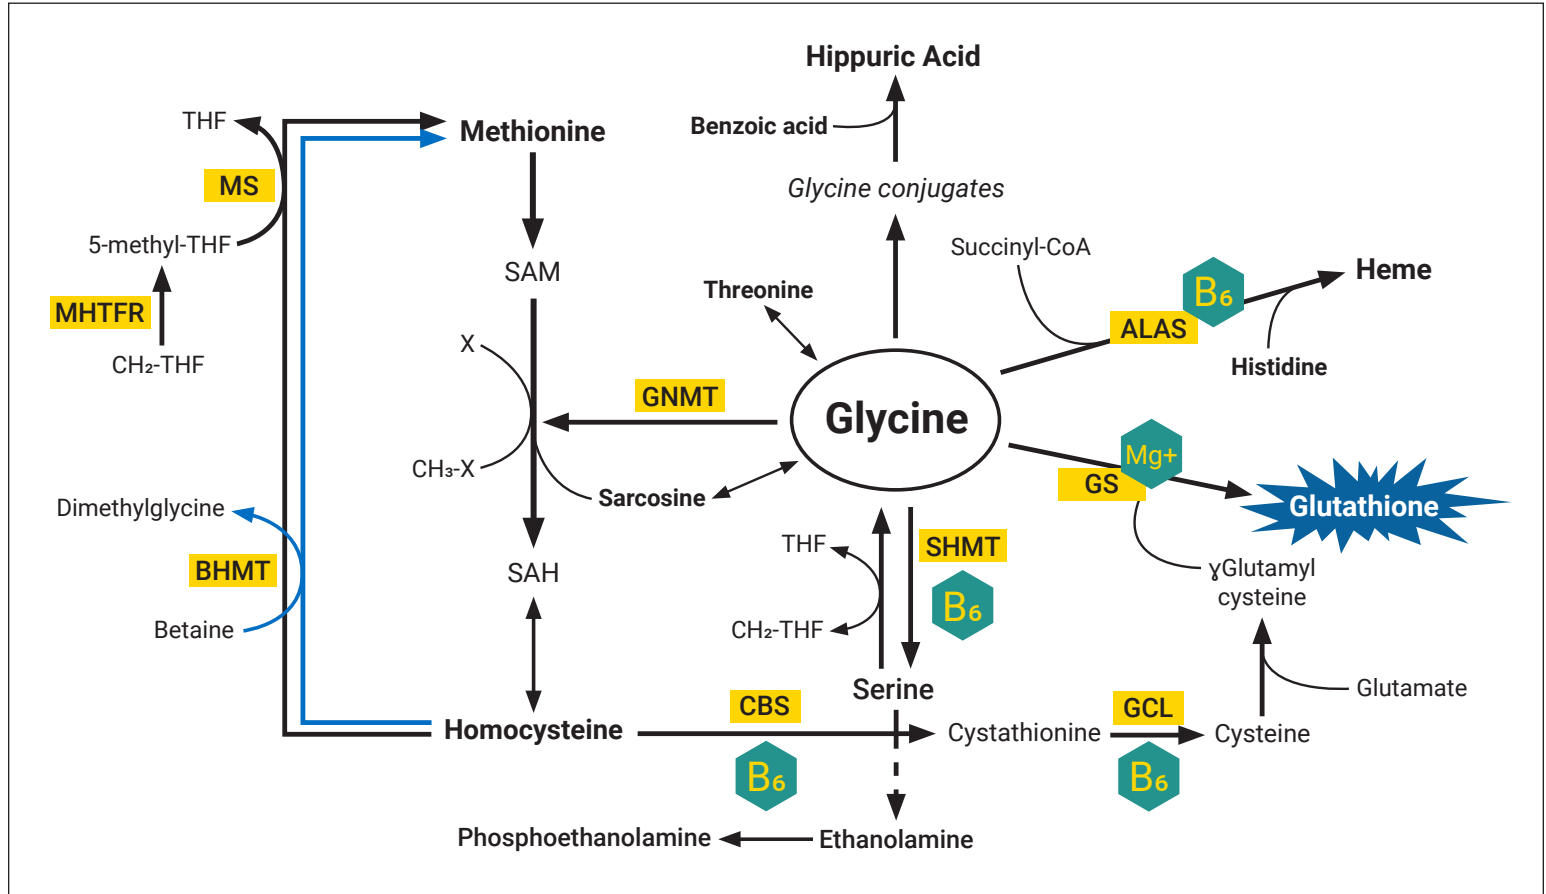 Hippuric Acid
THF
Methionine
Benzoic acid
MS
Glycine conjugates
5-methyl-THF
Succinyl-CoA
SAM
Threonine
B₆
Heme
MHTFR
ALAS
CH₂-THF
X
Histidine
GNMT
Glycine
CH₃-X
Sarcosine
Mg+
GS
Glutathione
Dimethylglycine
THF
SHMT
BHMT
SAH
ɣGlutamyl
cysteine
B₆
Betaine
CH₂-THF
Serine
Glutamate
CBS
GCL
Homocysteine
Cystathionine
Cysteine
B₆
B₆
Phosphoethanolamine
Ethanolamine